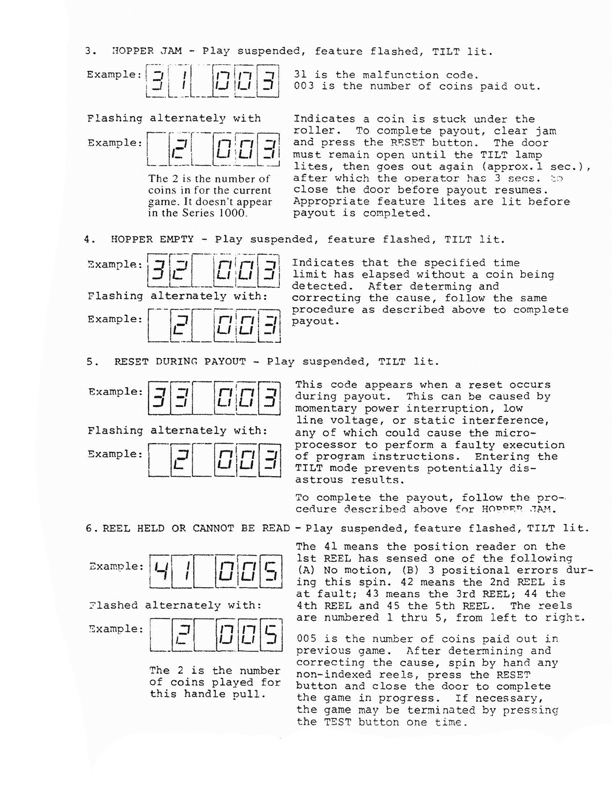 3. HOPPER JAM - Play suspended, feature flashed, TILT lit.
Example: 31 003
31 is the malfunction code.
003 is the number of coins paid out.
Flashing alternately with
Example: 2 003
The 2 is the number of
coins in for the current
game. It doesn't appear
in the Series 1000.
Indicates a coin is stuck under the
roller. To complete payout, clear jam
and press the RESET button. The door
must remain open until the TILT lamp
lites, then goes out again (approx.1 sec.),
after which the operator has 3 secs. to
close the door before payout resumes.
Appropriate feature lites are lit before
payout is completed.
4. HOPPER EMPTY - Play suspended, feature flashed, TILT lit.
Example: 32 003
Flashing alternately with:
Example: 2 003
Indicates that the specified time
limit has elapsed without a coin being
detected. After determing and
correcting the cause, follow the same
procedure as described above to complete
payout.
5. RESET DURING PAYOUT - Play suspended, TILT lit.
Example: 33 003
Flashing alternately with:
Example: 2 003
This code appears when a reset occurs
during payout. This can be caused by
momentary power interruption, low
line voltage, or static interference,
any of which could cause the micro-
processor to perform a faulty execution
of program instructions. Entering the
TILT mode prevents potentially dis-
astrous results.
To complete the payout, follow the pro-
cedure described above for HOPPER JAM.
6. REEL HELD OR CANNOT BE READ - Play suspended, feature flashed, TILT lit.
Example: 41 005
Flashed alternately with:
Example: 2 005
The 2 is the number
of coins played for
this handle pull.
The 41 means the position reader on the
1st REEL has sensed one of the following
(A) No motion, (B) 3 positional errors dur-
ing this spin. 42 means the 2nd REEL is
at fault; 43 means the 3rd REEL; 44 the
4th REEL and 45 the 5th REEL. The reels
are numbered 1 thru 5, from left to right.
005 is the number of coins paid out in
previous game. After determining and
correcting the cause, spin by hand any
non-indexed reels, press the RESET
button and close the door to complete
the game in progress. If necessary,
the game may be terminated by pressing
the TEST button one time.